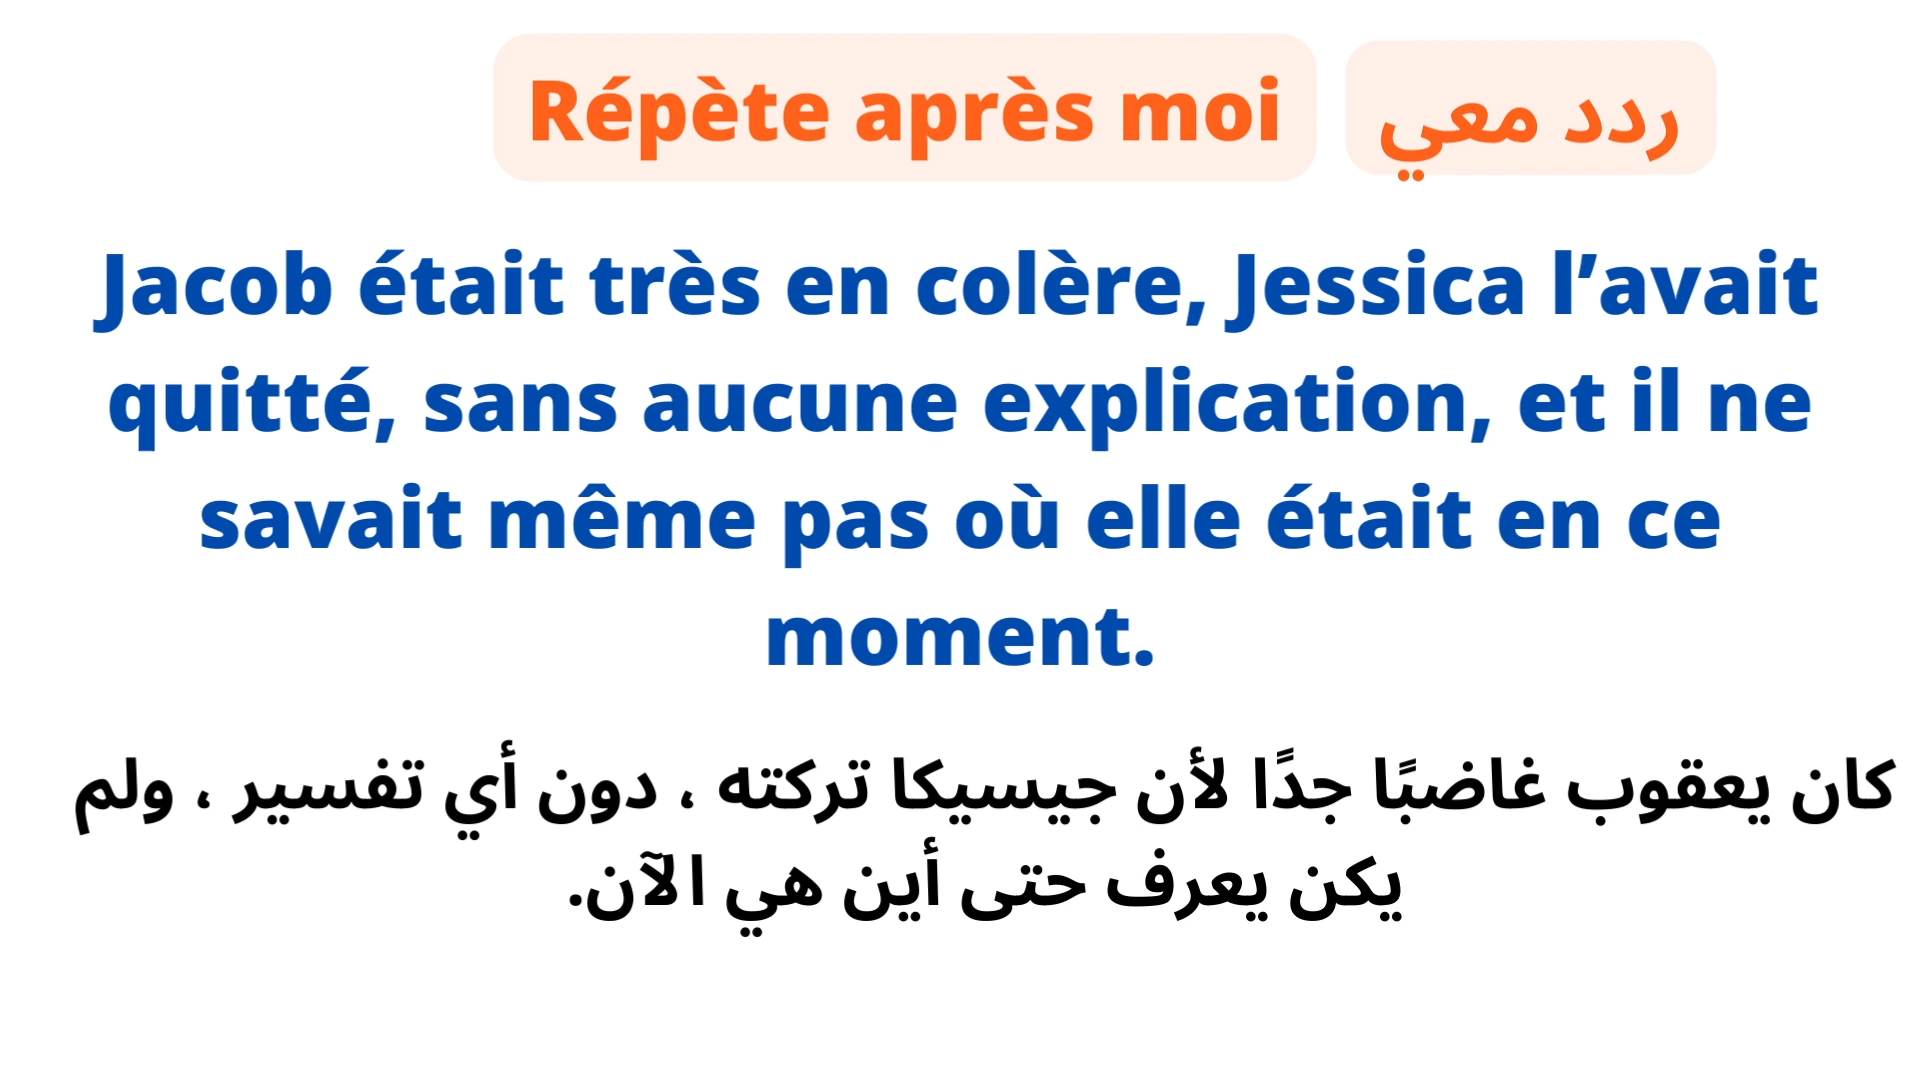 Répète après moi ردد معي
Jacob était très en colère, Jessica l’avait
quitté, sans aucune explication, et il ne
savait même pas où elle était en ce
moment.
كان يعقوب غاضبًا جدًا لأن جيسيكا تركته ، دون أي تفسير ، ولم
يكن يعرف حتى أين هي الآن.